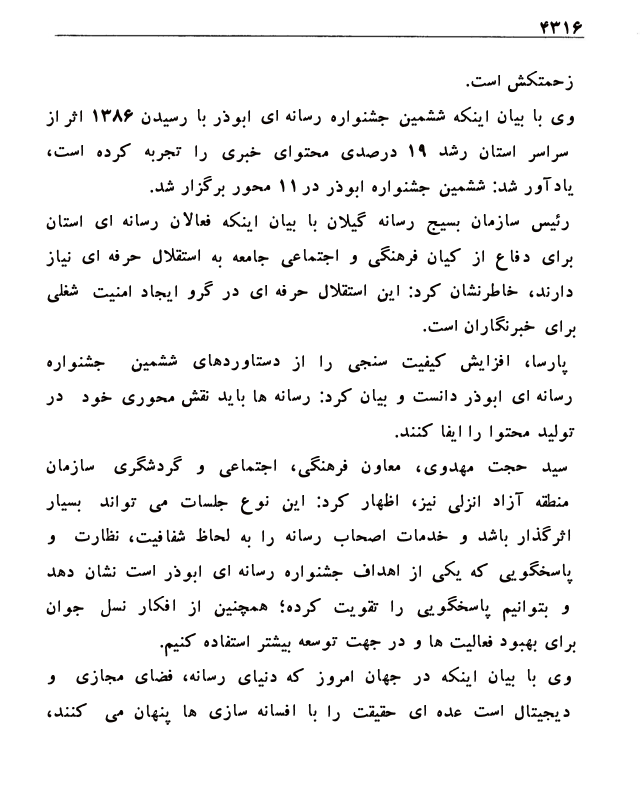 ۴۳۱۶
زحمتکش است.
وی با بیان اینکه ششمین جشنواره رسانه ای ابوذر با رسیدن ۱۳۸۶ اثر از
سراسر استان رشد ۱۹ درصدی محتوای خبری را تجربه کرده است،
یادآور شد: ششمین جشنواره ابوذر در ۱۱ محور برگزار شد.
رئیس سازمان بسیج رسانه گیلان با بیان اینکه فعالان رسانه ای استان
برای دفاع از کیان فرهنگی و اجتماعی جامعه به استقلال حرفه ای نیاز
دارند، خاطرنشان کرد: این استقلال حرفه ای در گرو ایجاد امنیت شغلی
برای خبرنگاران است.
پارسا، افزایش کیفیت سنجی را از دستاوردهای ششمین جشنواره
رسانه ای ابوذر دانست و بیان کرد: رسانه ها باید نقش محوری خود در
تولید محتوا را ایفا کنند.
سید حجت مهدوی، معاون فرهنگی، اجتماعی و گردشگری سازمان
منطقه آزاد انزلی نیز، اظهار کرد: این نوع جلسات می تواند بسیار
اثرگذار باشد و خدمات اصحاب رسانه را به لحاظ شفافیت، نظارت و
پاسخگویی که یکی از اهداف جشنواره رسانه ای ابوذر است نشان دهد
و بتوانیم پاسخگویی را تقویت کرده؛ همچنین از افکار نسل جوان
برای بهبود فعالیت ها و در جهت توسعه بیشتر استفاده کنیم.
وی با بیان اینکه در جهان امروز که دنیای رسانه، فضای مجازی و
دیجیتال است عده ای حقیقت را با افسانه سازی ها پنهان می کنند،